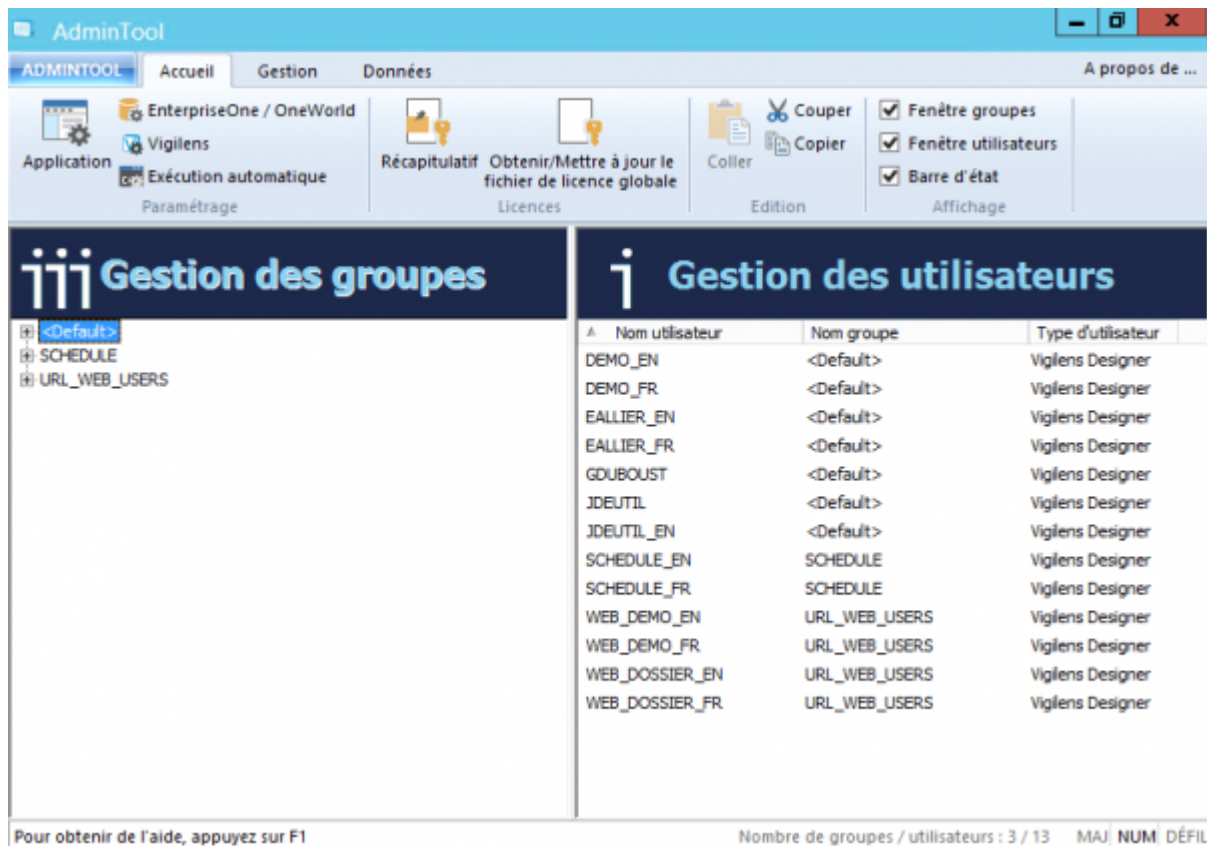 AdminTool
ADMINTOOL Accueil Gestion Données A propos de ...
Application
EnterpriseOne / OneWorld
Vigilens
Exécution automatique
Paramétrage
Récapitulatif
Obtenir/Mettre à jour le
fichier de licence globale
Licences
Coller
Couper
Copier
Edition
Fenêtre groupes
Fenêtre utilisateurs
Barre d'état
Affichage
Gestion des groupes
<Default>
SCHEDULE
URL_WEB_USERS
Gestion des utilisateurs
Nom utilisateur Nom groupe Type d'utilisateur
DEMO_EN <Default> Vigilens Designer
DEMO_FR <Default> Vigilens Designer
EALLIER_EN <Default> Vigilens Designer
EALLIER_FR <Default> Vigilens Designer
GDUBOUST <Default> Vigilens Designer
JDEUTIL <Default> Vigilens Designer
JDEUTIL_EN <Default> Vigilens Designer
SCHEDULE_EN SCHEDULE Vigilens Designer
SCHEDULE_FR SCHEDULE Vigilens Designer
WEB_DEMO_EN URL_WEB_USERS Vigilens Designer
WEB_DEMO_FR URL_WEB_USERS Vigilens Designer
WEB_DOSSIER_EN URL_WEB_USERS Vigilens Designer
WEB_DOSSIER_FR URL_WEB_USERS Vigilens Designer
Pour obtenir de l'aide, appuyez sur F1 Nombre de groupes / utilisateurs : 3 / 13 MAJ NUM DÉFIL